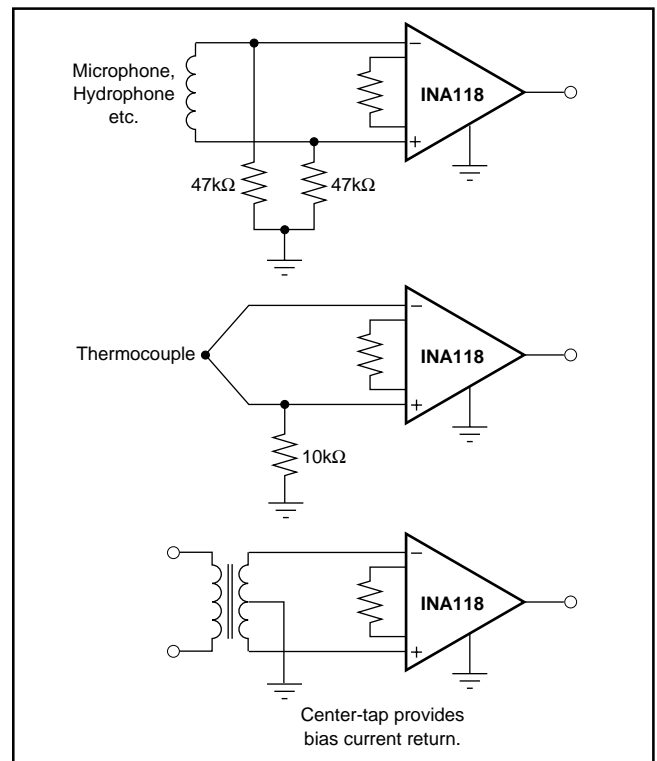 Microphone,
Hydrophone
etc.
−
INA118
+
47kΩ
47kΩ
Thermocouple
−
INA118
+
10kΩ
−
INA118
+
Center-tap provides
bias current return.